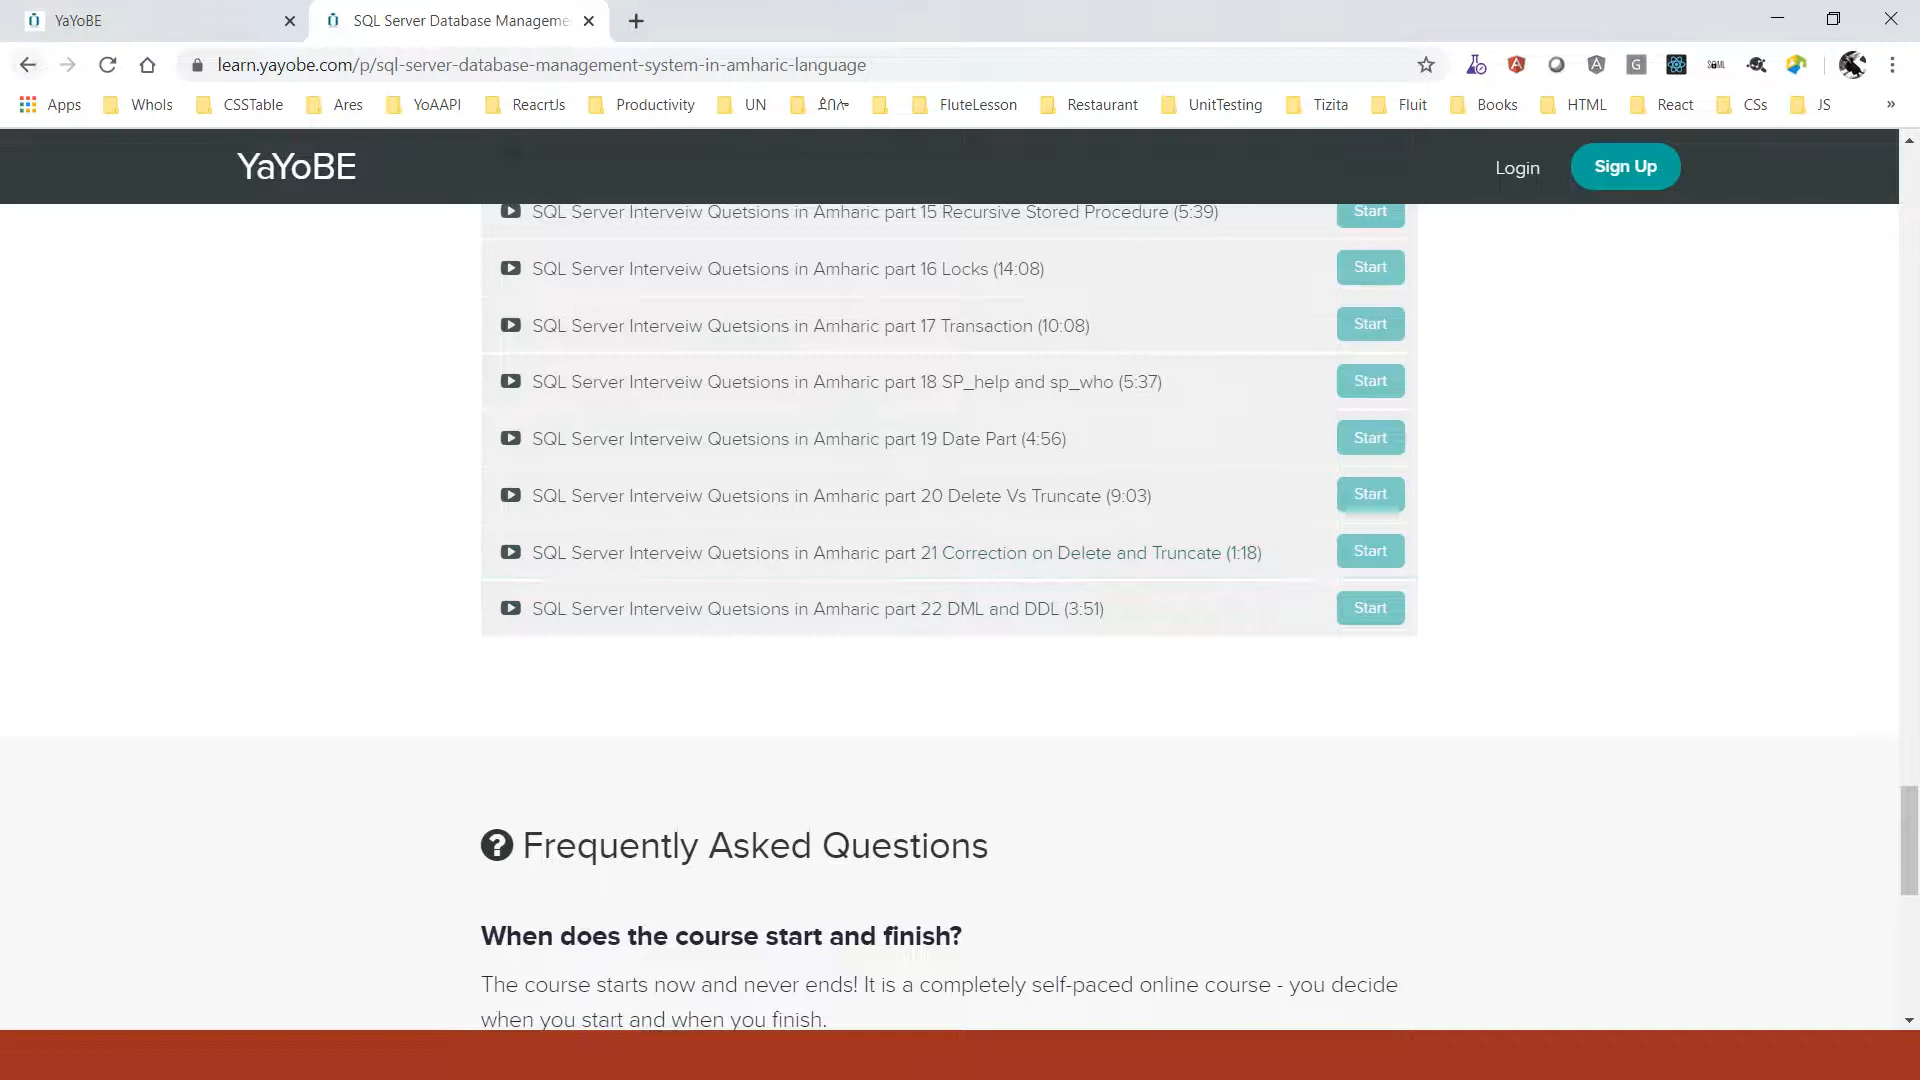 YaYoBE
SQL Server Database Manageme
learn.yayobe.com/p/sql-server-database-management-system-in-amharic-language
Apps WhoIs CSSTable Ares YoAAPI ReacrtJs Productivity UN FluteLesson Restaurant UnitTesting Tizita Fluit Books HTML React CSs JS »
YaYoBE Login Sign Up
SQL Server Interveiw Quetsions in Amharic part 15 Recursive Stored Procedure (5:39) Start
SQL Server Interveiw Quetsions in Amharic part 16 Locks (14:08) Start
SQL Server Interveiw Quetsions in Amharic part 17 Transaction (10:08) Start
SQL Server Interveiw Quetsions in Amharic part 18 SP_help and sp_who (5:37) Start
SQL Server Interveiw Quetsions in Amharic part 19 Date Part (4:56) Start
SQL Server Interveiw Quetsions in Amharic part 20 Delete Vs Truncate (9:03) Start
SQL Server Interveiw Quetsions in Amharic part 21 Correction on Delete and Truncate (1:18) Start
SQL Server Interveiw Quetsions in Amharic part 22 DML and DDL (3:51) Start
Frequently Asked Questions
When does the course start and finish?
The course starts now and never ends! It is a completely self-paced online course - you decide
when you start and when you finish.